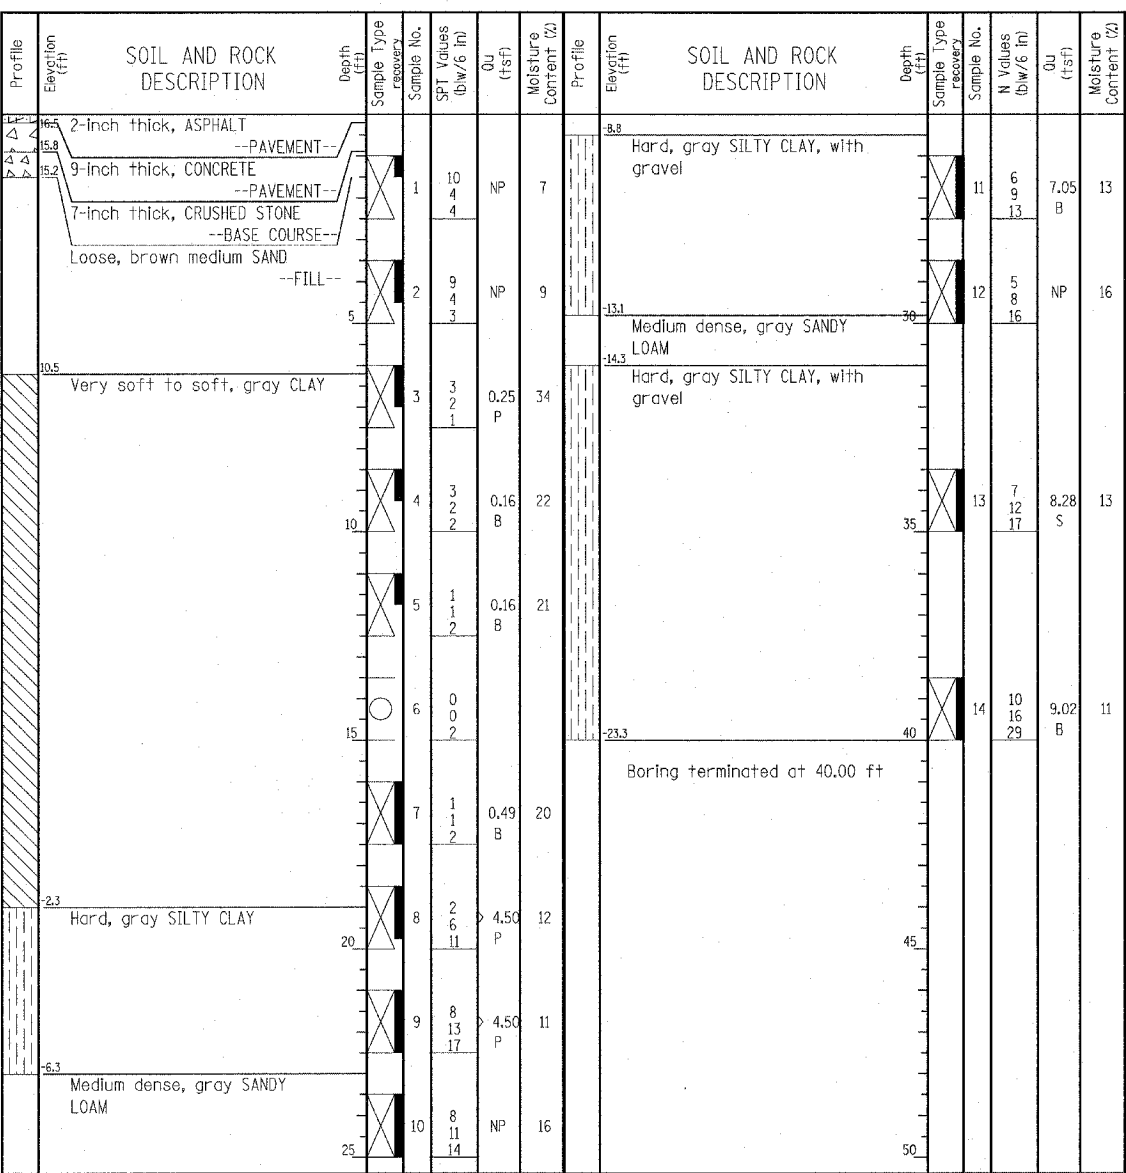 Profile
Elevation (ft)
SOIL AND ROCK
DESCRIPTION
Depth (ft)
Sample Type
recovery
Sample No.
SPT Values
(blw/6 in)
Qu
(tsf)
Moisture
Content (%)
16.5 2-inch thick, ASPHALT
--PAVEMENT--
15.8
9-inch thick, CONCRETE
--PAVEMENT--
15.2
7-inch thick, CRUSHED STONE
--BASE COURSE--
Loose, brown medium SAND
--FILL--
1 10 4 4 NP 7
2 9 4 3 NP 9
5
10.5
Very soft to soft, gray CLAY
3 3 2 1 0.25 P 34
4 3 2 2 0.16 B 22
10
5 1 1 2 0.16 B 21
6 0 0 2
15
7 1 1 2 0.49 B 20
-2.3
Hard, gray SILTY CLAY
8 2 6 11 > 4.50 P 12
20
9 8 13 17 > 4.50 P 11
-6.3
Medium dense, gray SANDY
LOAM
10 8 11 14 NP 16
25
Profile
Elevation (ft)
SOIL AND ROCK
DESCRIPTION
Depth (ft)
Sample Type
recovery
Sample No.
N Values
(blw/6 in)
Qu
(tsf)
Moisture
Content (%)
-8.8
Hard, gray SILTY CLAY, with
gravel
11 6 9 13 7.05 B 13
12 5 8 16 NP 16
-13.1
30
Medium dense, gray SANDY
LOAM
-14.3
Hard, gray SILTY CLAY, with
gravel
13 7 12 17 8.28 S 13
35
14 10 16 29 9.02 B 11
-23.3
40
Boring terminated at 40.00 ft
45
50